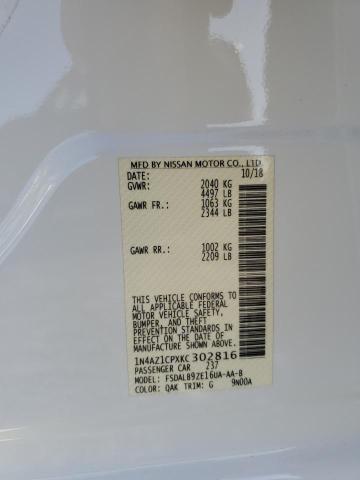 MFD BY NISSAN MOTOR CO., LTD.
DATE: 10/18
GVWR: 2040 KG
4497 LB
GAWR FR.: 1063 KG
2344 LB
GAWR RR.: 1002 KG
2209 LB
THIS VEHICLE CONFORMS TO
ALL APPLICABLE FEDERAL
MOTOR VEHICLE SAFETY,
BUMPER, AND THEFT
PREVENTION STANDARDS IN
EFFECT ON THE DATE OF
MANUFACTURE SHOWN ABOVE.
1N4AZ1CPXKC302816
PASSENGER CAR 237
MODEL: FSDALB9ZE16UA-AA-B
COLOR: QAK TRIM: G 9N00A